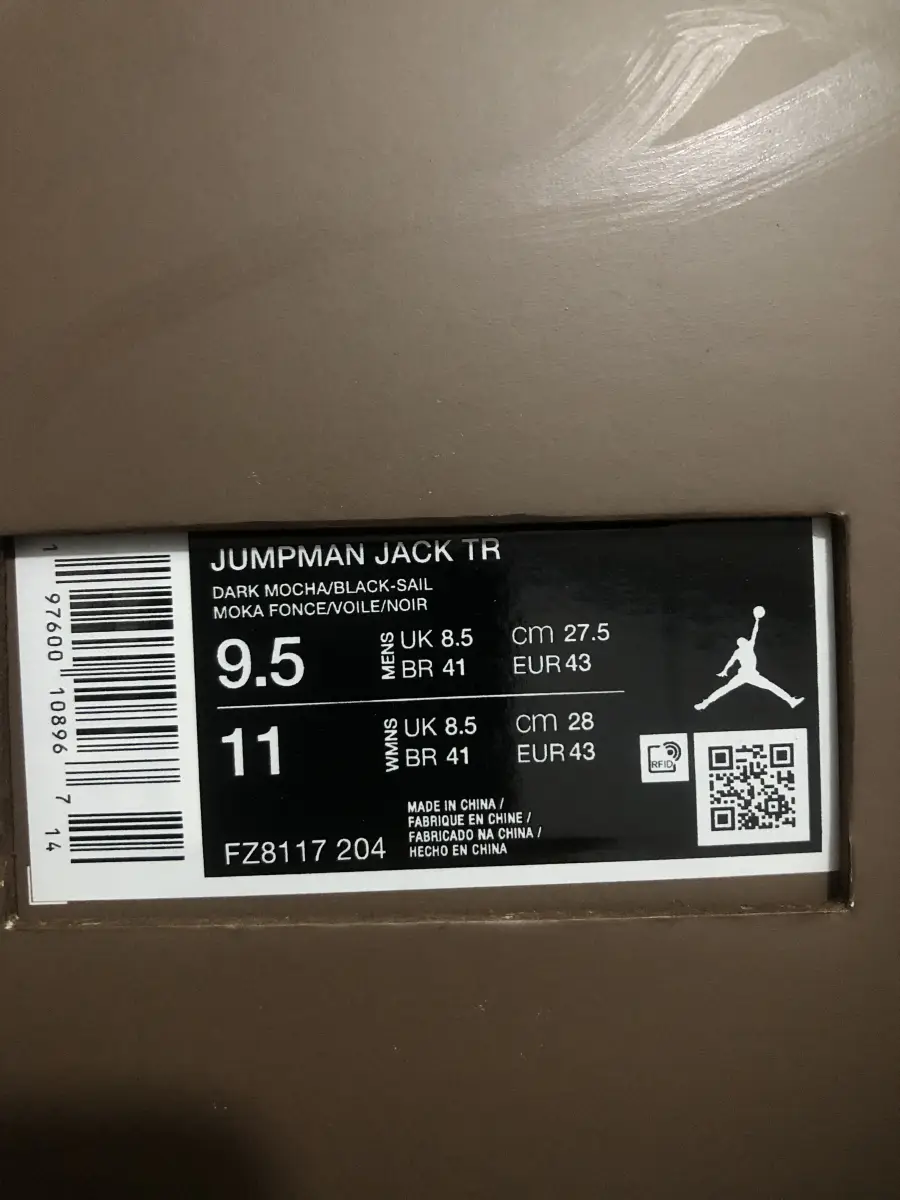 JUMPMAN JACK TR
DARK MOCHA/BLACK-SAIL
MOKA FONCE/VOILE/NOIR
9.5
MENS
UK 8.5
cm 27.5
BR 41
EUR 43
11
WMNS
UK 8.5
cm 28
BR 41
EUR 43
RFID
MADE IN CHINA /
FABRIQUE EN CHINE /
FABRICADO NA CHINA /
HECHO EN CHINA
FZ8117 204
1 97600 10896 7 14